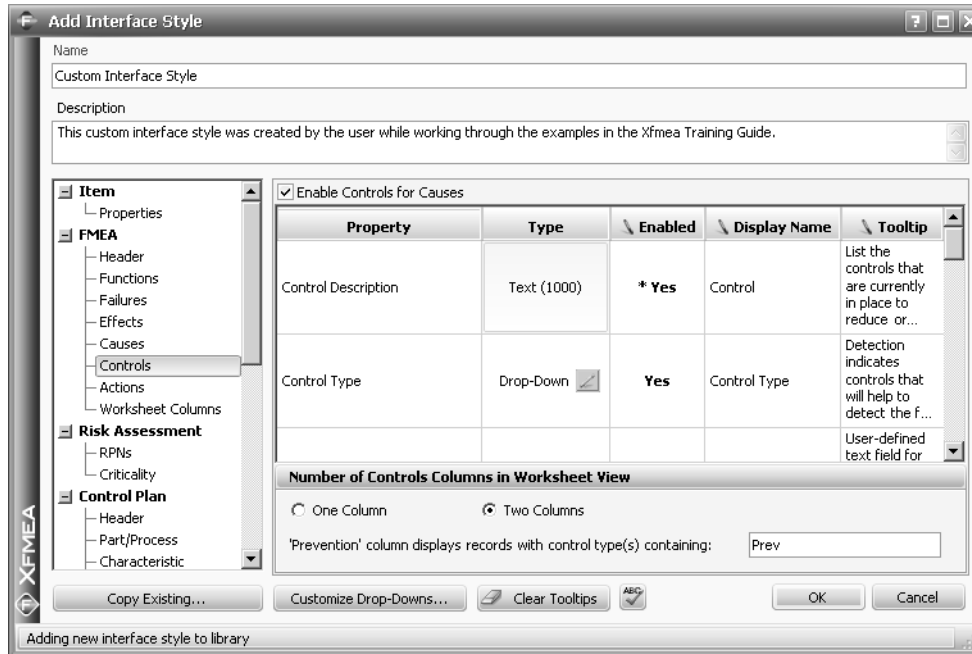 Add Interface Style
Name
Custom Interface Style
Description
This custom interface style was created by the user while working through the examples in the Xfmea Training Guide.
Item
Properties
FMEA
Header
Functions
Failures
Effects
Causes
Controls
Actions
Worksheet Columns
Risk Assessment
RPNs
Criticality
Control Plan
Header
Part/Process
Characteristic
Enable Controls for Causes
Property Type Enabled Display Name Tooltip
Control Description Text (1000) * Yes Control
List the
controls that
are currently
in place to
reduce or...
Control Type Drop-Down Yes Control Type
Detection
indicates
controls that
will help to
detect the f...
User-defined
text field for
Number of Controls Columns in Worksheet View
One Column Two Columns
'Prevention' column displays records with control type(s) containing: Prev
XFMEA
Copy Existing... Customize Drop-Downs... Clear Tooltips ABC OK Cancel
Adding new interface style to library